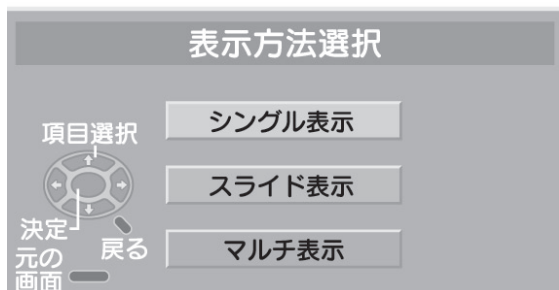 表示方法選択
シングル表示
項目選択
スライド表示
決定
戻る
マルチ表示
元の
画面